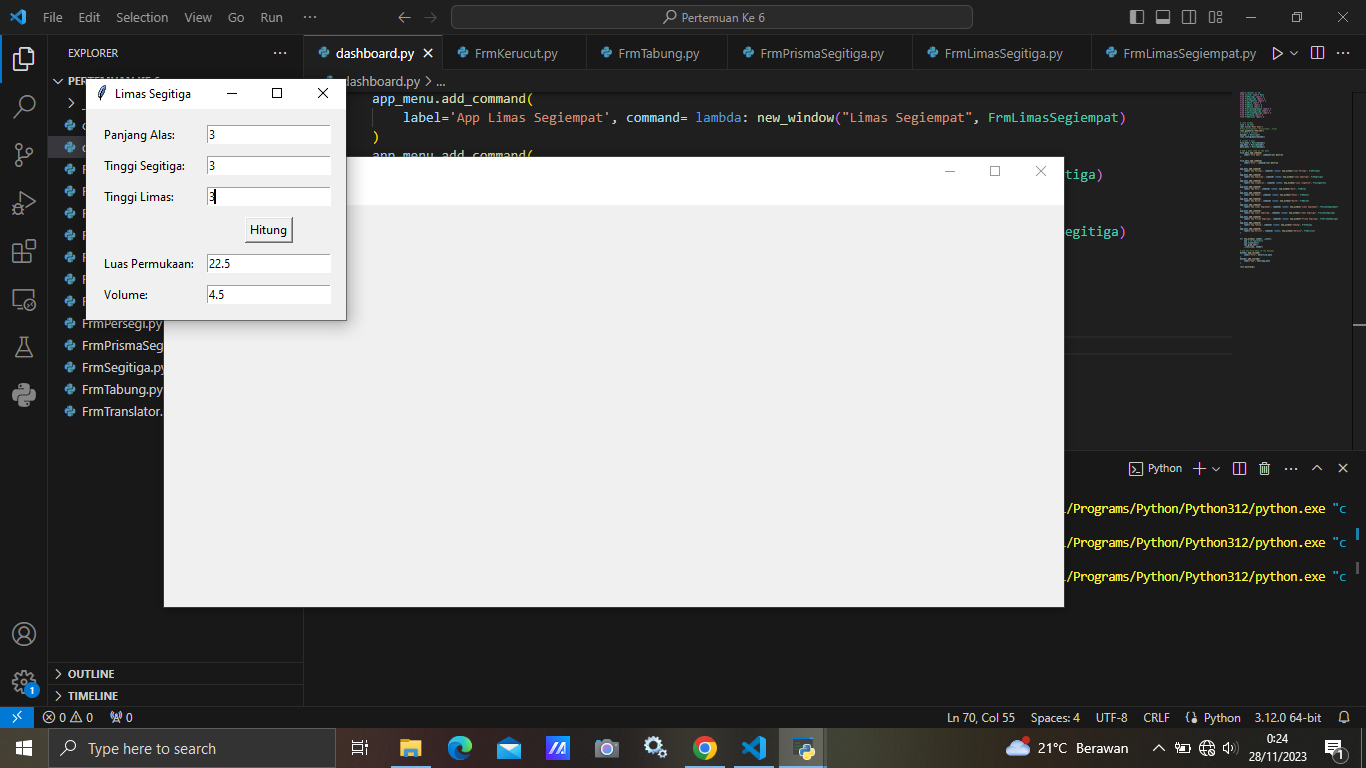 File Edit Selection View Go Run ···
Pertemuan Ke 6
EXPLORER
dashboard.py
FrmKerucut.py
FrmTabung.py
FrmPrismaSegitiga.py
FrmLimasSegitiga.py
FrmLimasSegiempat.py
dashboard.py > ...
app_menu.add_command(
label='App Limas Segiempat', command= lambda: new_window("Limas Segiempat", FrmLimasSegiempat)
)
app_menu.add_command(
Limas Segitiga
Panjang Alas: 3
Tinggi Segitiga: 3
Tinggi Limas: 3
Hitung
Luas Permukaan: 22.5
Volume: 4.5
FrmPersegi.py
FrmPrismaSeg
FrmSegitiga.py
FrmTabung.py
FrmTranslator.
OUTLINE
TIMELINE
Python
/Programs/Python/Python312/python.exe "c
/Programs/Python/Python312/python.exe "c
/Programs/Python/Python312/python.exe "c
1
0 0 0
Ln 70, Col 55 Spaces: 4 UTF-8 CRLF Python 3.12.0 64-bit
Type here to search
21°C Berawan
0:24
28/11/2023
1